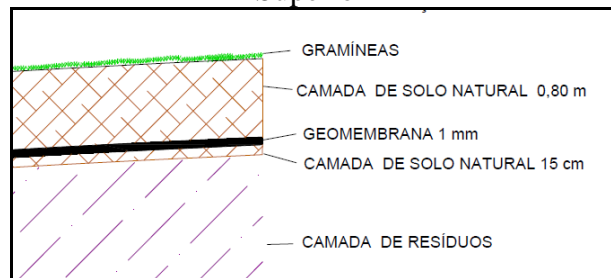 GRAMÍNEAS
CAMADA DE SOLO NATURAL 0,80 m
GEOMEMBRANA 1 mm
CAMADA DE SOLO NATURAL 15 cm
CAMADA DE RESÍDUOS